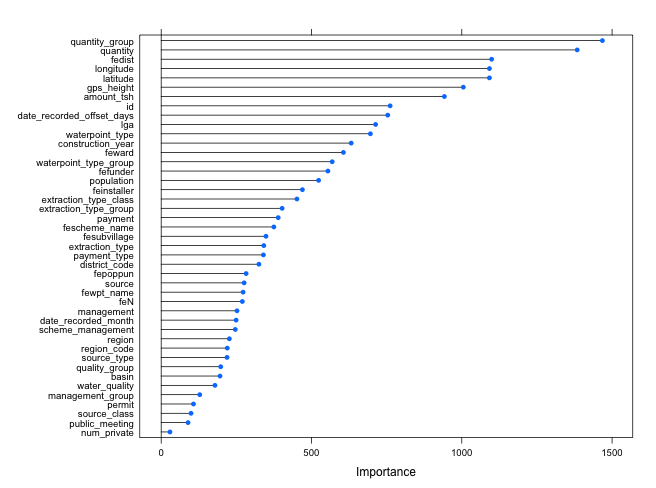 quantity_group
quantity
fedist
longitude
latitude
gps_height
amount_tsh
id
date_recorded_offset_days
lga
waterpoint_type
construction_year
feward
waterpoint_type_group
fefunder
population
feinstaller
extraction_type_class
extraction_type_group
payment
fescheme_name
fesubvillage
extraction_type
payment_type
district_code
fepoppun
source
fewpt_name
feN
management
date_recorded_month
scheme_management
region
region_code
source_type
quality_group
basin
water_quality
management_group
permit
source_class
public_meeting
num_private
0 500 1000 1500
Importance